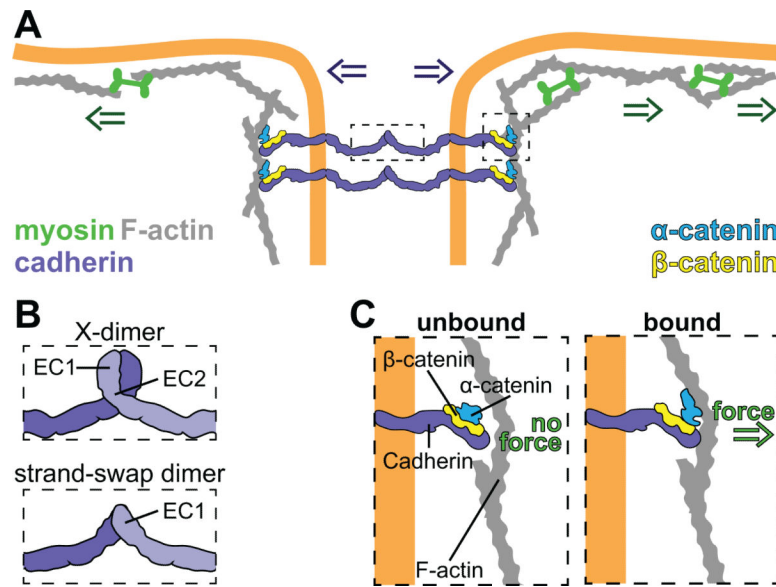 A
myosin F-actin
cadherin
α-catenin
β-catenin
B
X-dimer
EC1
EC2
strand-swap dimer
EC1
C
unbound
bound
β-catenin
α-catenin
no
force
force
Cadherin
F-actin